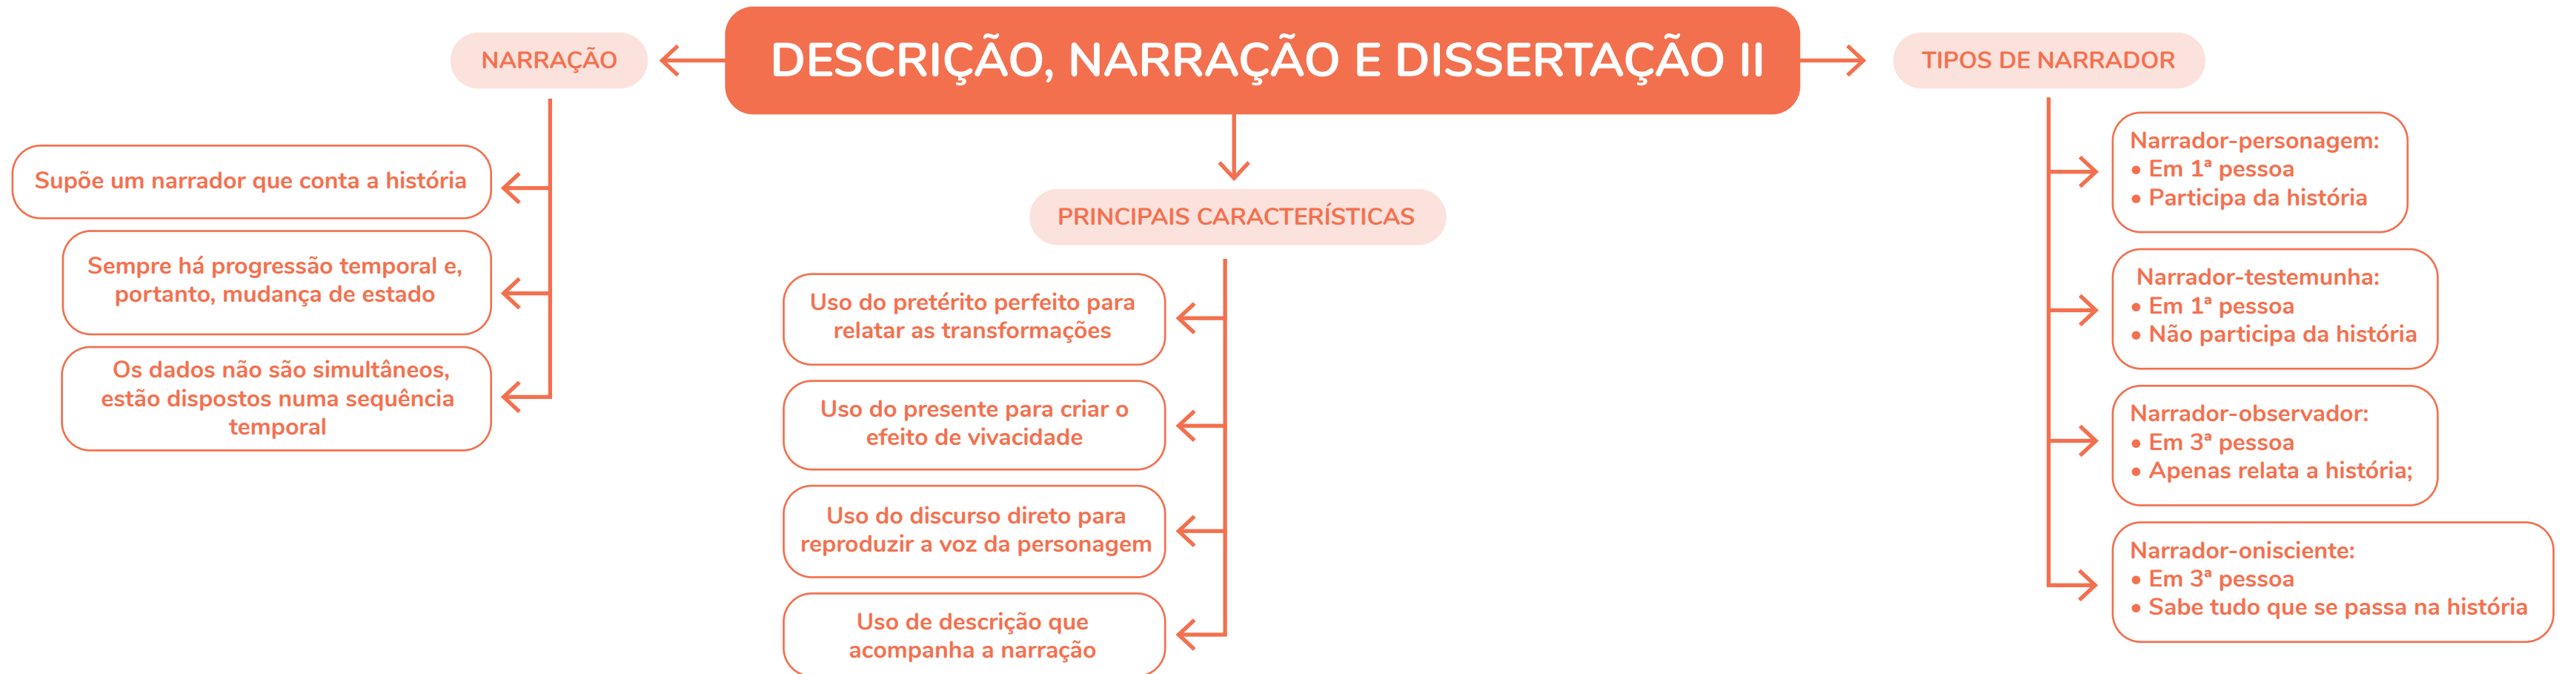 DESCRIÇÃO, NARRAÇÃO E DISSERTAÇÃO II
NARRAÇÃO
Supõe um narrador que conta a história
Sempre há progressão temporal e,
portanto, mudança de estado
Os dados não são simultâneos,
estão dispostos numa sequência
temporal
PRINCIPAIS CARACTERÍSTICAS
Uso do pretérito perfeito para
relatar as transformações
Uso do presente para criar o
efeito de vivacidade
Uso do discurso direto para
reproduzir a voz da personagem
Uso de descrição que
acompanha a narração
TIPOS DE NARRADOR
Narrador-personagem:
• Em 1ª pessoa
• Participa da história
Narrador-testemunha:
• Em 1ª pessoa
• Não participa da história
Narrador-observador:
• Em 3ª pessoa
• Apenas relata a história;
Narrador-onisciente:
• Em 3ª pessoa
• Sabe tudo que se passa na história